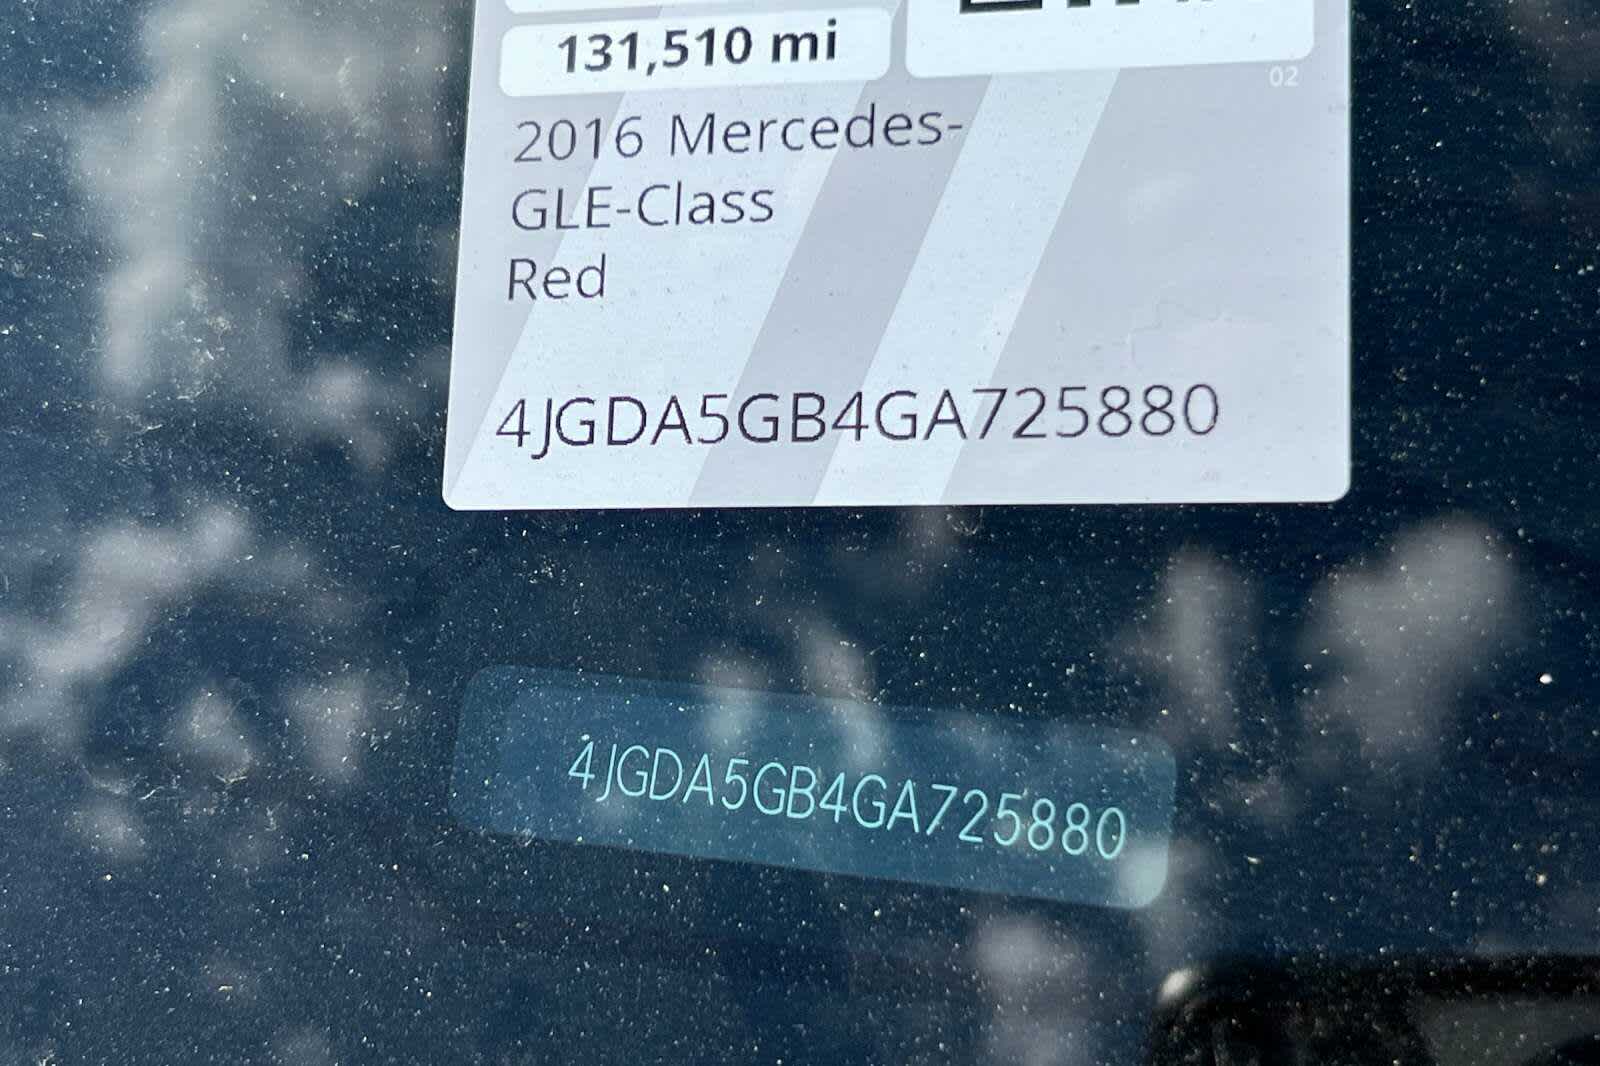 131,510 mi
02
2016 Mercedes-
GLE-Class
Red
4JGDA5GB4GA725880
4JGDA5GB4GA725880